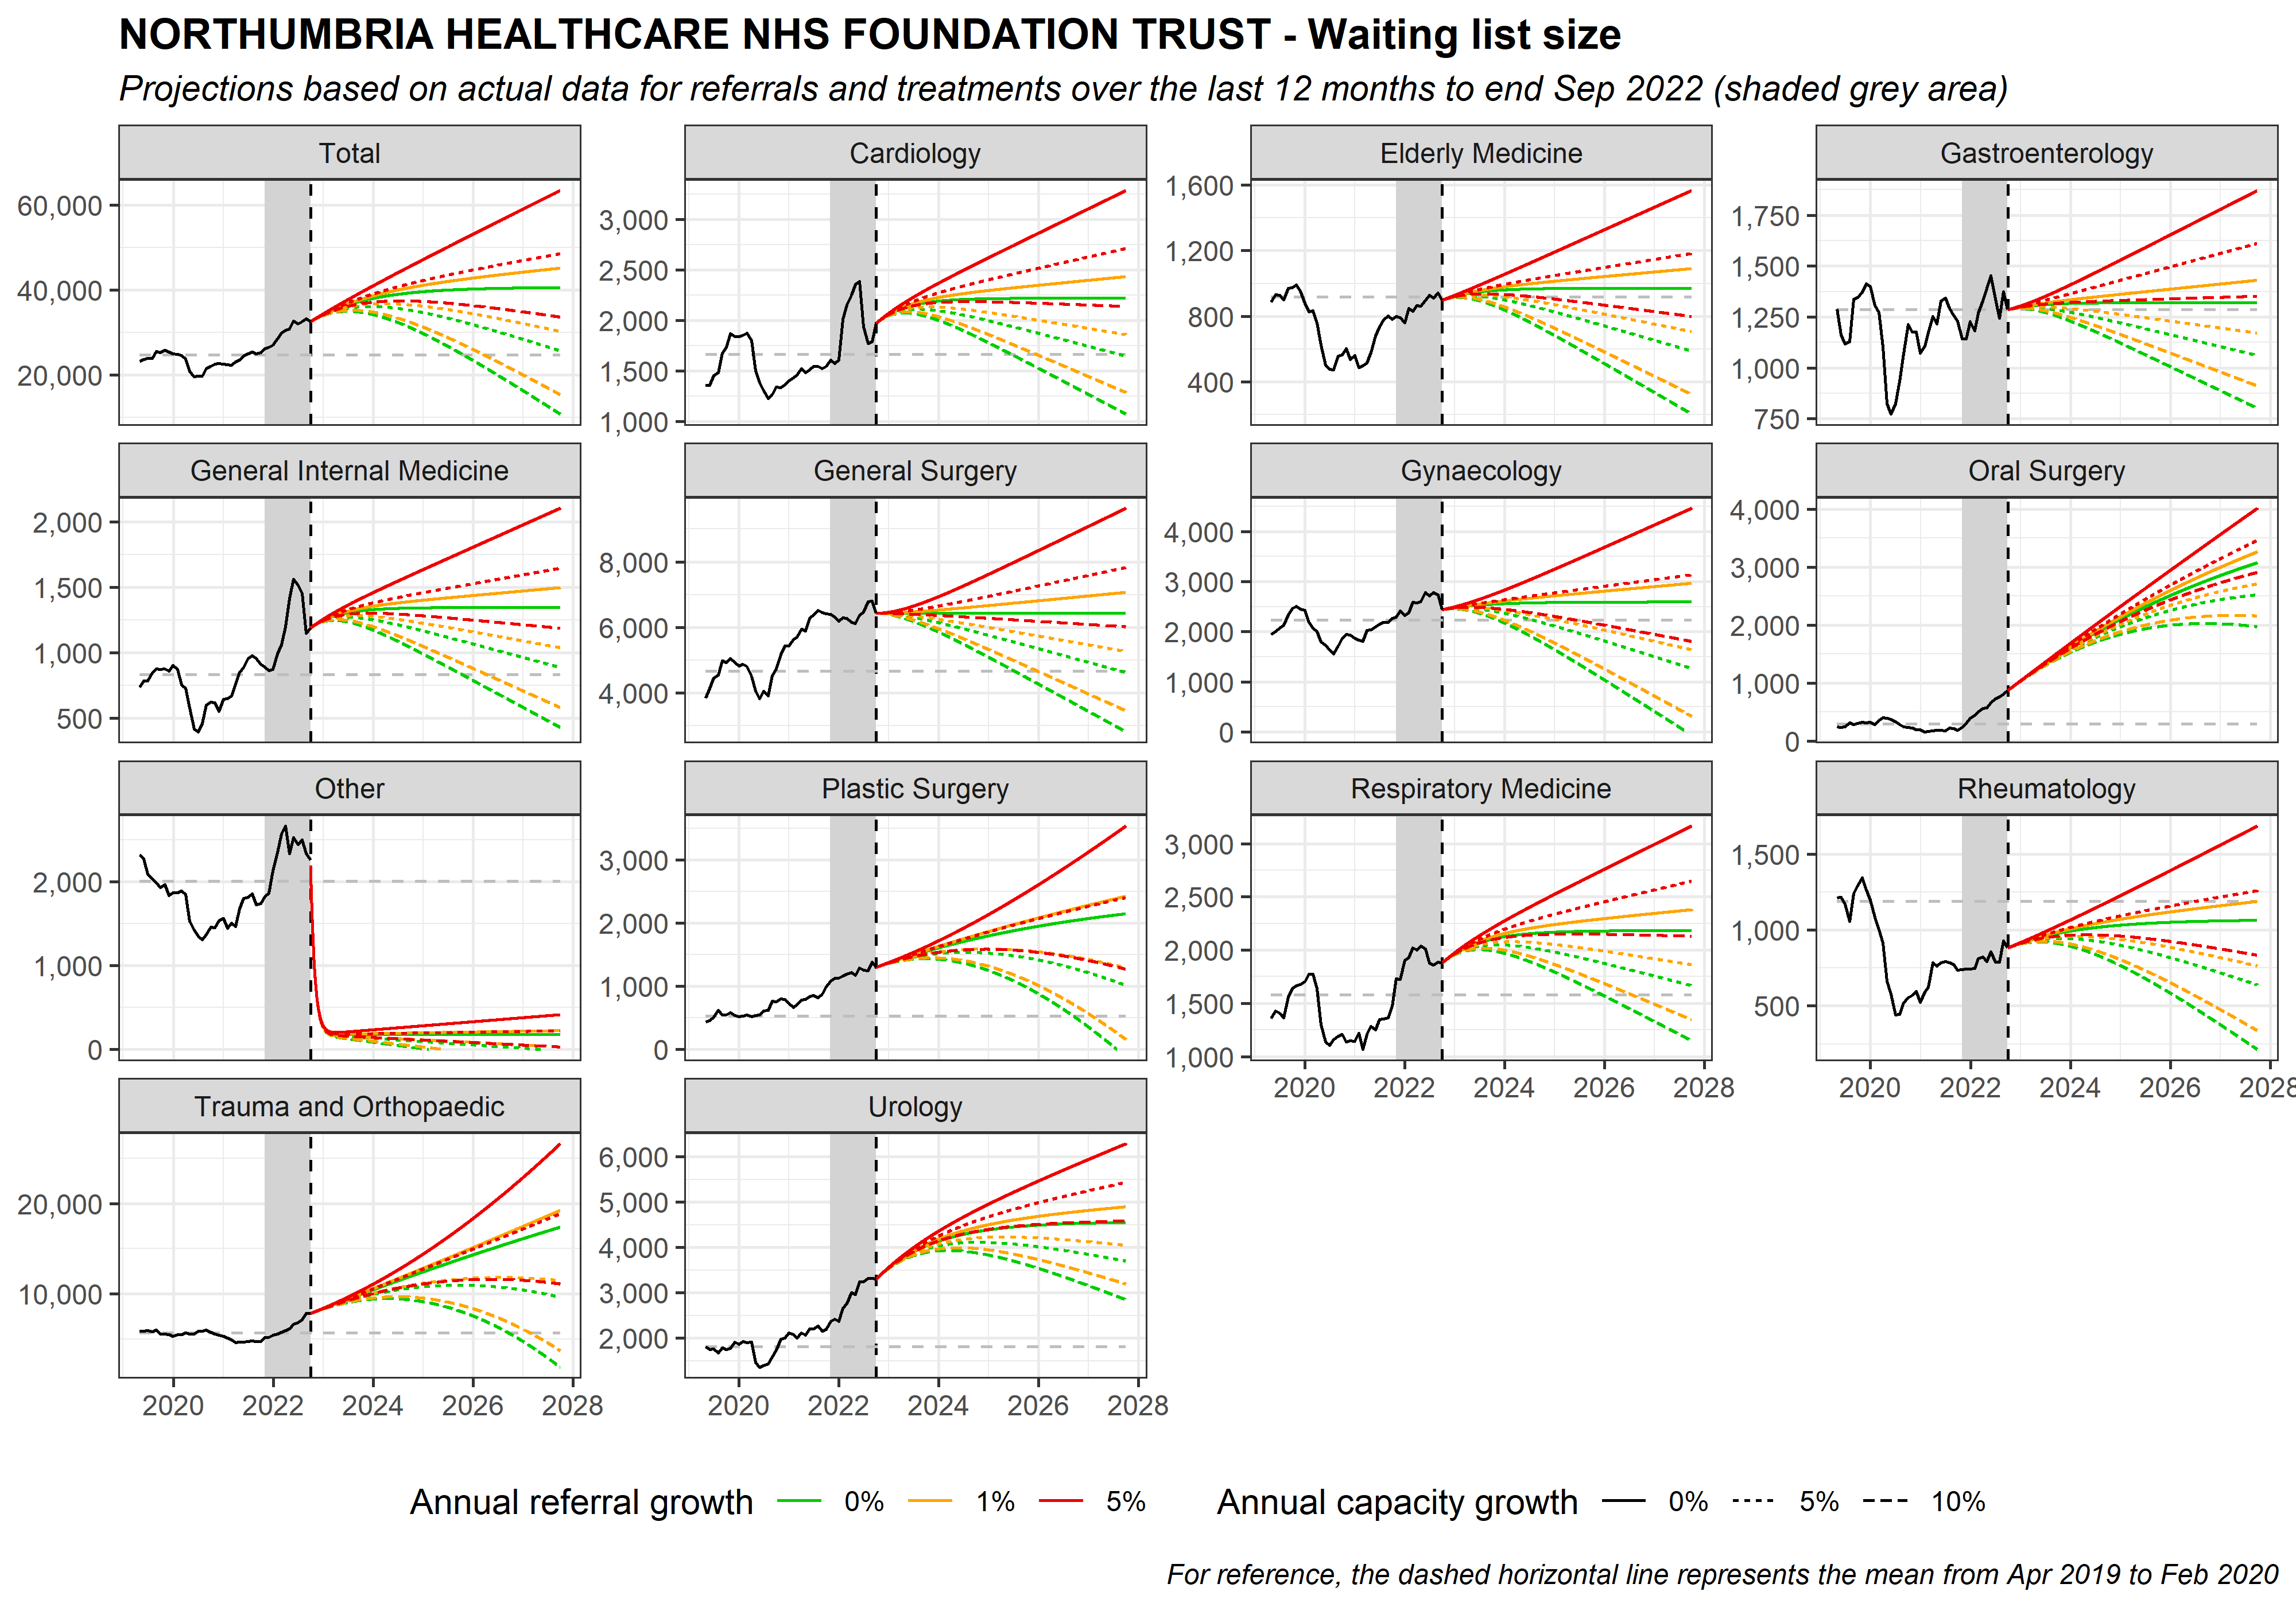 NORTHUMBRIA HEALTHCARE NHS FOUNDATION TRUST - Waiting list size
Projections based on actual data for referrals and treatments over the last 12 months to end Sep 2022 (shaded grey area)
Total
60,000
40,000
20,000
Cardiology
3,000
2,500
2,000
1,500
1,000
Elderly Medicine
1,600
1,200
800
400
Gastroenterology
1,750
1,500
1,250
1,000
750
General Internal Medicine
2,000
1,500
1,000
500
General Surgery
8,000
6,000
4,000
Gynaecology
4,000
3,000
2,000
1,000
0
Oral Surgery
4,000
3,000
2,000
1,000
0
Other
2,000
1,000
0
Plastic Surgery
3,000
2,000
1,000
0
Respiratory Medicine
3,000
2,500
2,000
1,500
1,000
2020 2022 2024 2026 2028
Rheumatology
1,500
1,000
500
2020 2022 2024 2026 2028
Trauma and Orthopaedic
20,000
10,000
2020 2022 2024 2026 2028
Urology
6,000
5,000
4,000
3,000
2,000
2020 2022 2024 2026 2028
Annual referral growth 0% 1% 5%
Annual capacity growth 0% 5% 10%
For reference, the dashed horizontal line represents the mean from Apr 2019 to Feb 2020